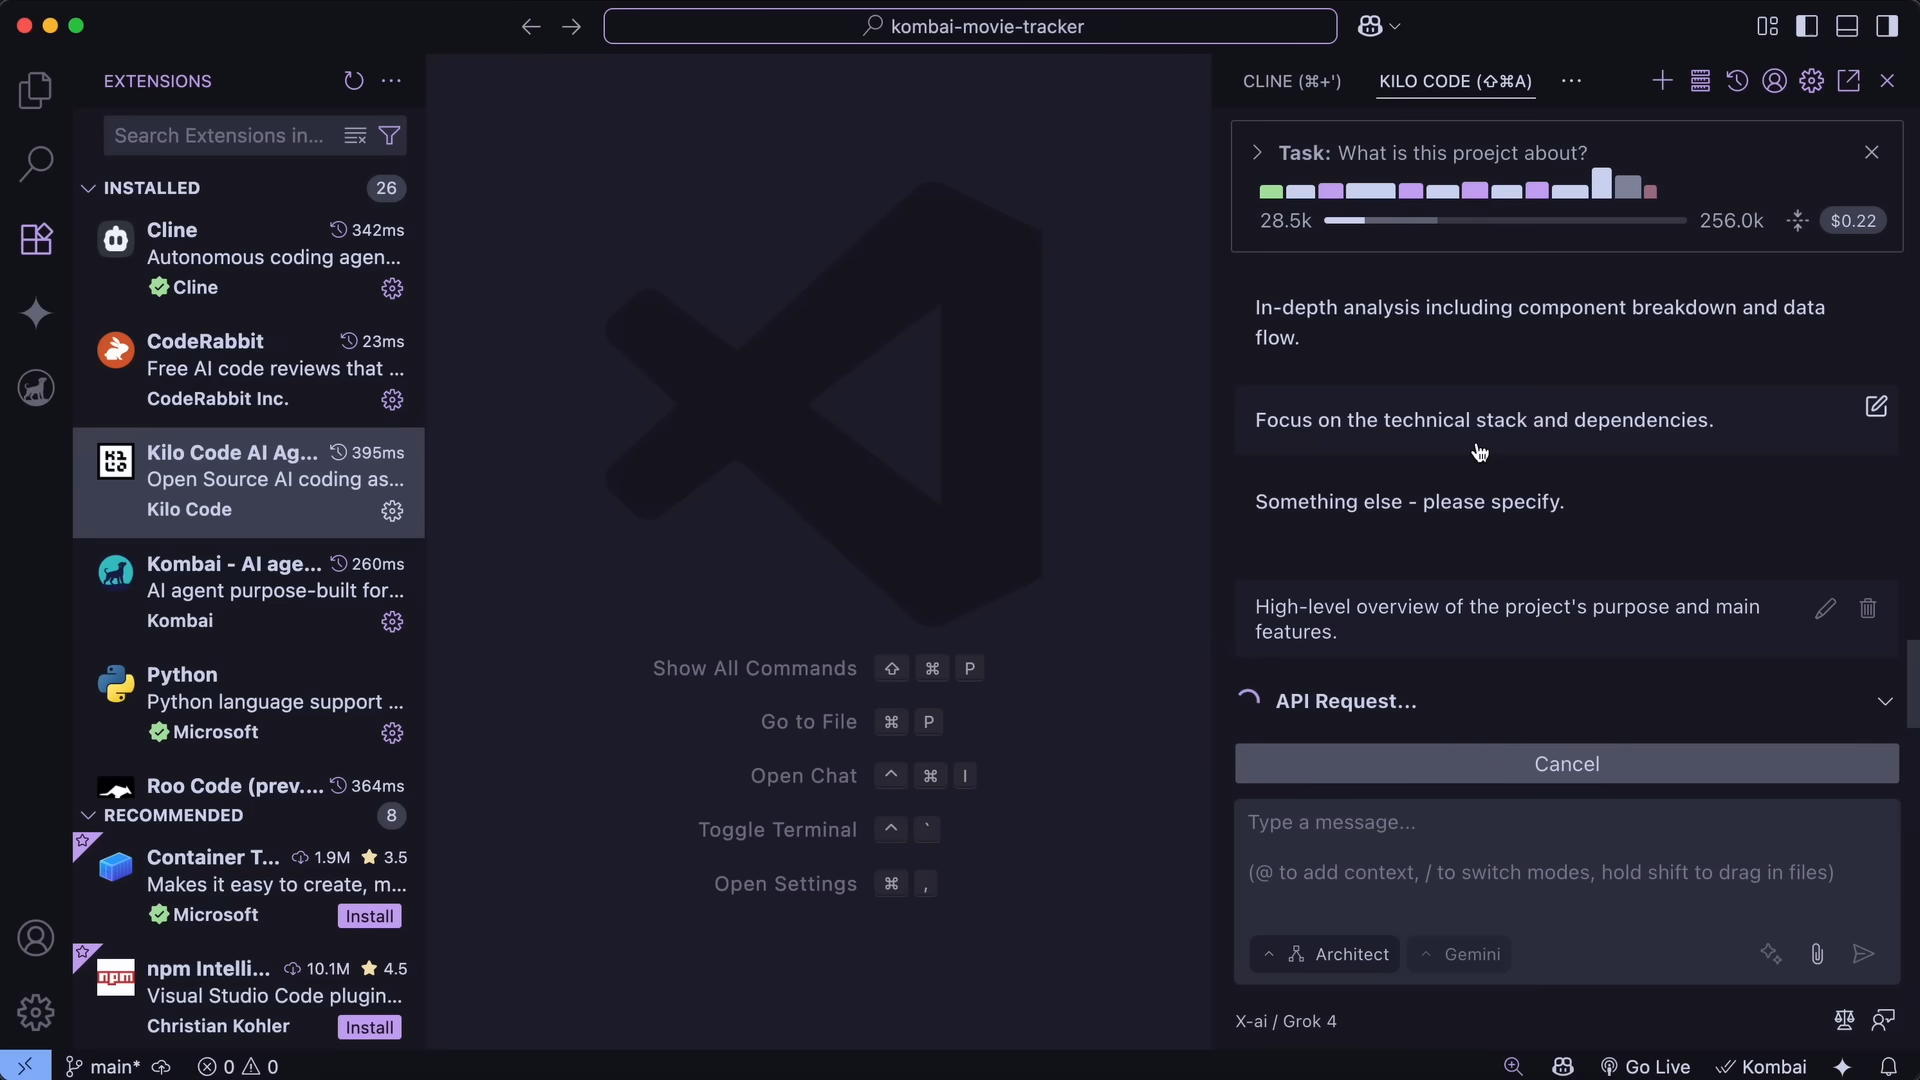 kombai-movie-tracker
EXTENSIONS
Search Extensions in...
INSTALLED
26
Cline
342ms
Autonomous coding agen...
Cline
CodeRabbit
23ms
Free AI code reviews that ...
CodeRabbit Inc.
Kilo Code AI Ag...
395ms
Open Source AI coding as...
Kilo Code
Kombai - AI age...
260ms
AI agent purpose-built for...
Kombai
Python
Python language support ...
Microsoft
Roo Code (prev....
364ms
RECOMMENDED
8
Container T...
1.9M
3.5
Makes it easy to create, m...
Microsoft
Install
npm Intelli...
10.1M
4.5
Visual Studio Code plugin...
Christian Kohler
Install
Show All Commands ⇧ ⌘ P
Go to File ⌘ P
Open Chat ^ ⌘ I
Toggle Terminal ^ `
Open Settings ⌘ ,
CLINE (⌘+')
KILO CODE (⇧⌘A)
Task: What is this proejct about?
28.5k
256.0k
$0.22
In-depth analysis including component breakdown and data
flow.
Focus on the technical stack and dependencies.
Something else - please specify.
High-level overview of the project's purpose and main
features.
API Request...
Cancel
Type a message...
(@ to add context, / to switch modes, hold shift to drag in files)
Architect
Gemini
X-ai / Grok 4
main*
0
0
Go Live
Kombai